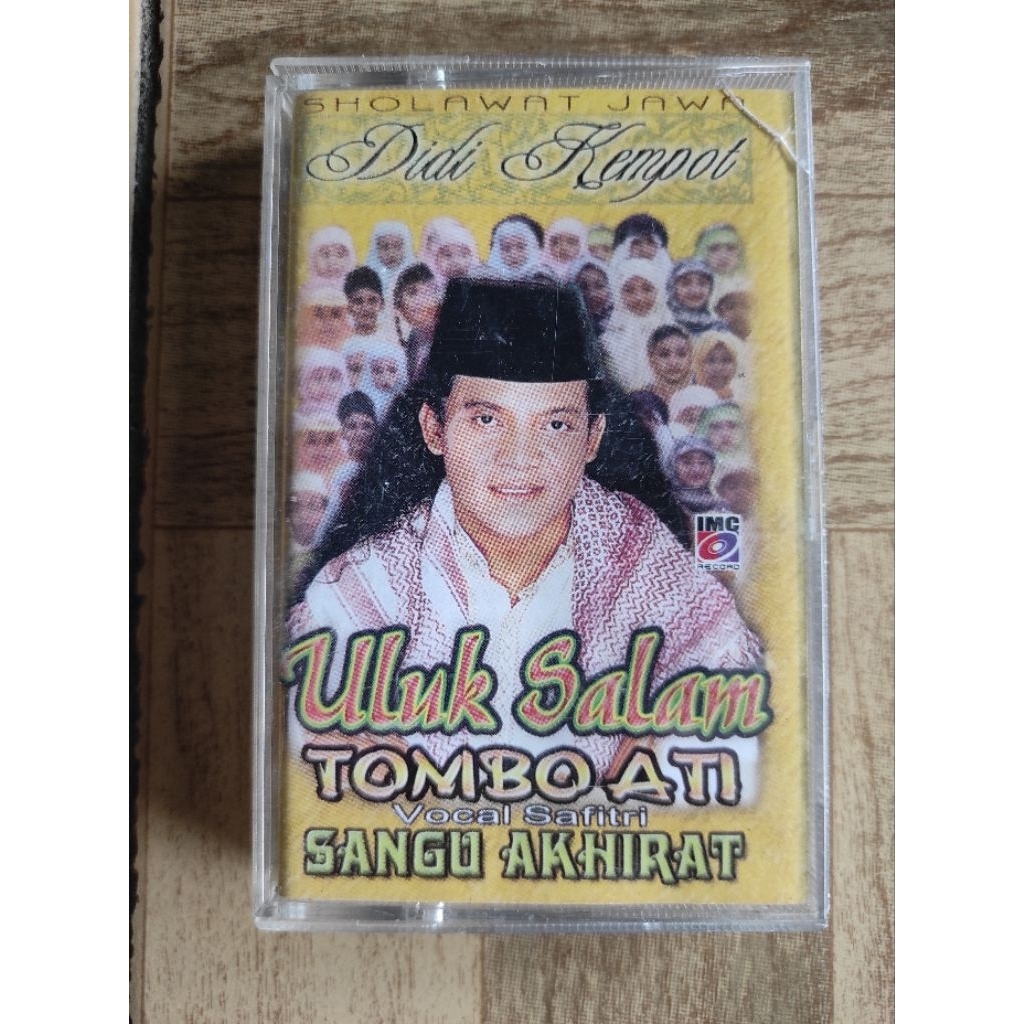 SHOLAWAT JAWA
Didi Kempot
IMC
RECORD
Uluk Salam
TOMBO ATI
Vocal Safitri
SANGU AKHIRAT